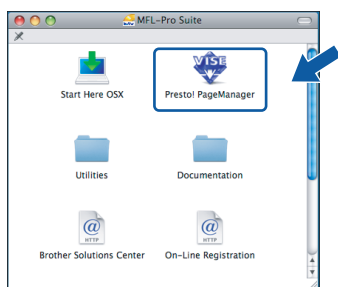 MFL-Pro Suite
VISE
Start Here OSX
Presto! PageManager
Utilities
Documentation
@
HTTP
@
HTTP
Brother Solutions Center
On-Line Registration